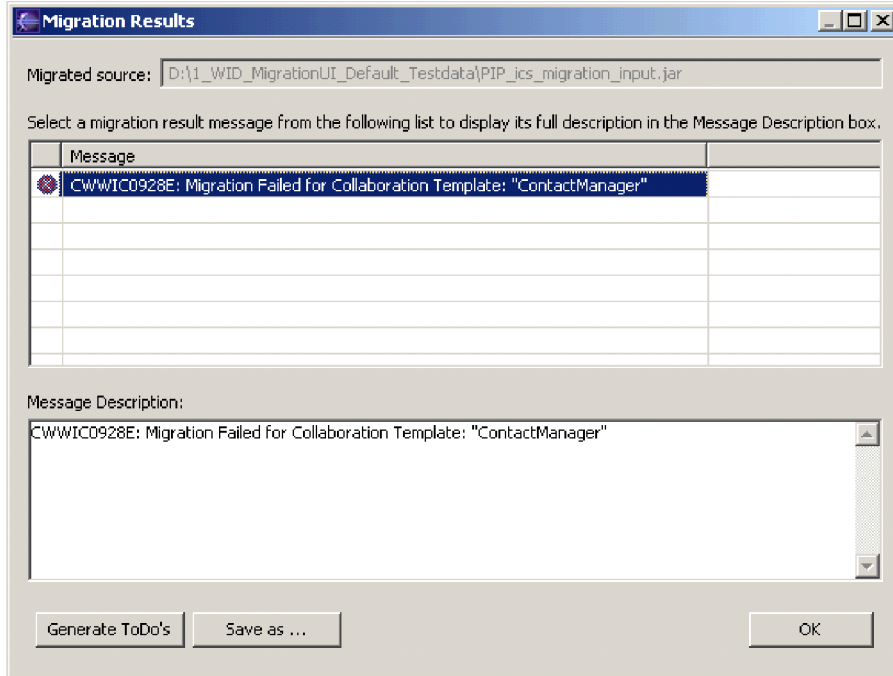 Migration Results
Migrated source: D:\1_WID_MigrationUI_Default_Testdata\PIP_ics_migration_input.jar
Select a migration result message from the following list to display its full description in the Message Description box.
Message
CWWIC0928E: Migration Failed for Collaboration Template: "ContactManager"
Message Description:
CWWIC0928E: Migration Failed for Collaboration Template: "ContactManager"
Generate ToDo's Save as ... OK